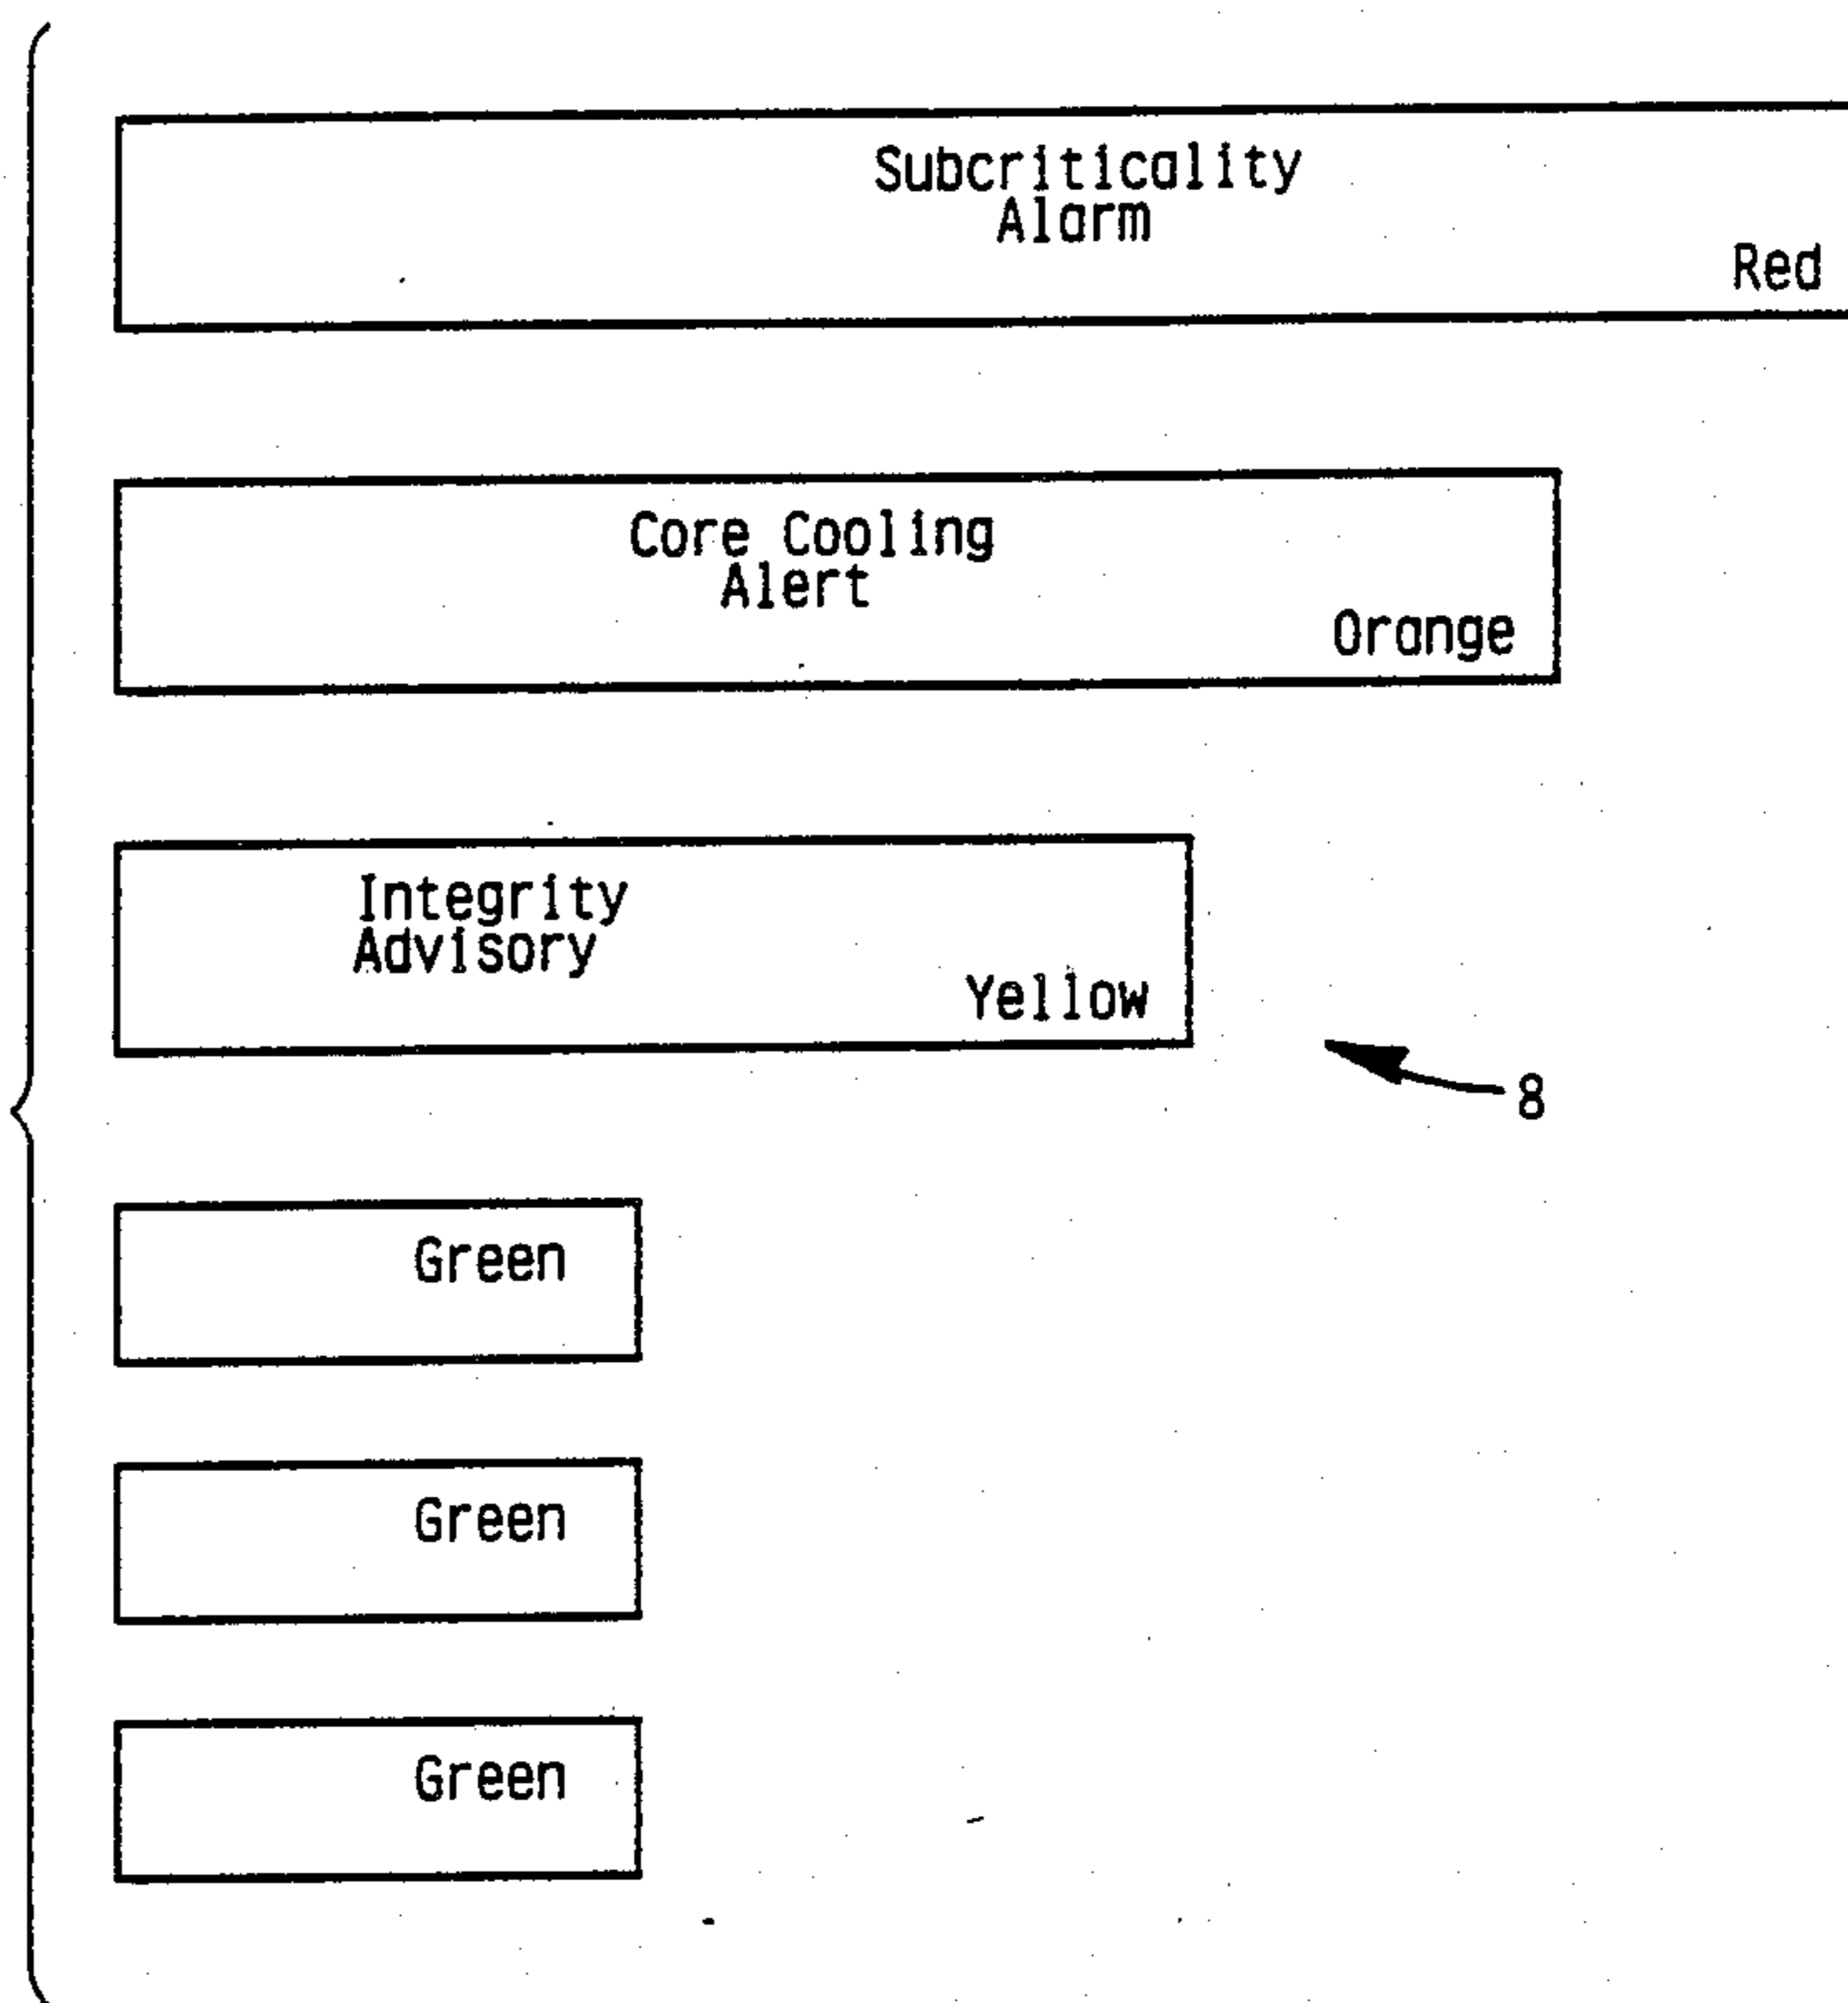 Subcriticality
Alarm
Red
Core Cooling
Alert
Orange
Integrity
Advisory
Yellow
8
Green
Green
Green